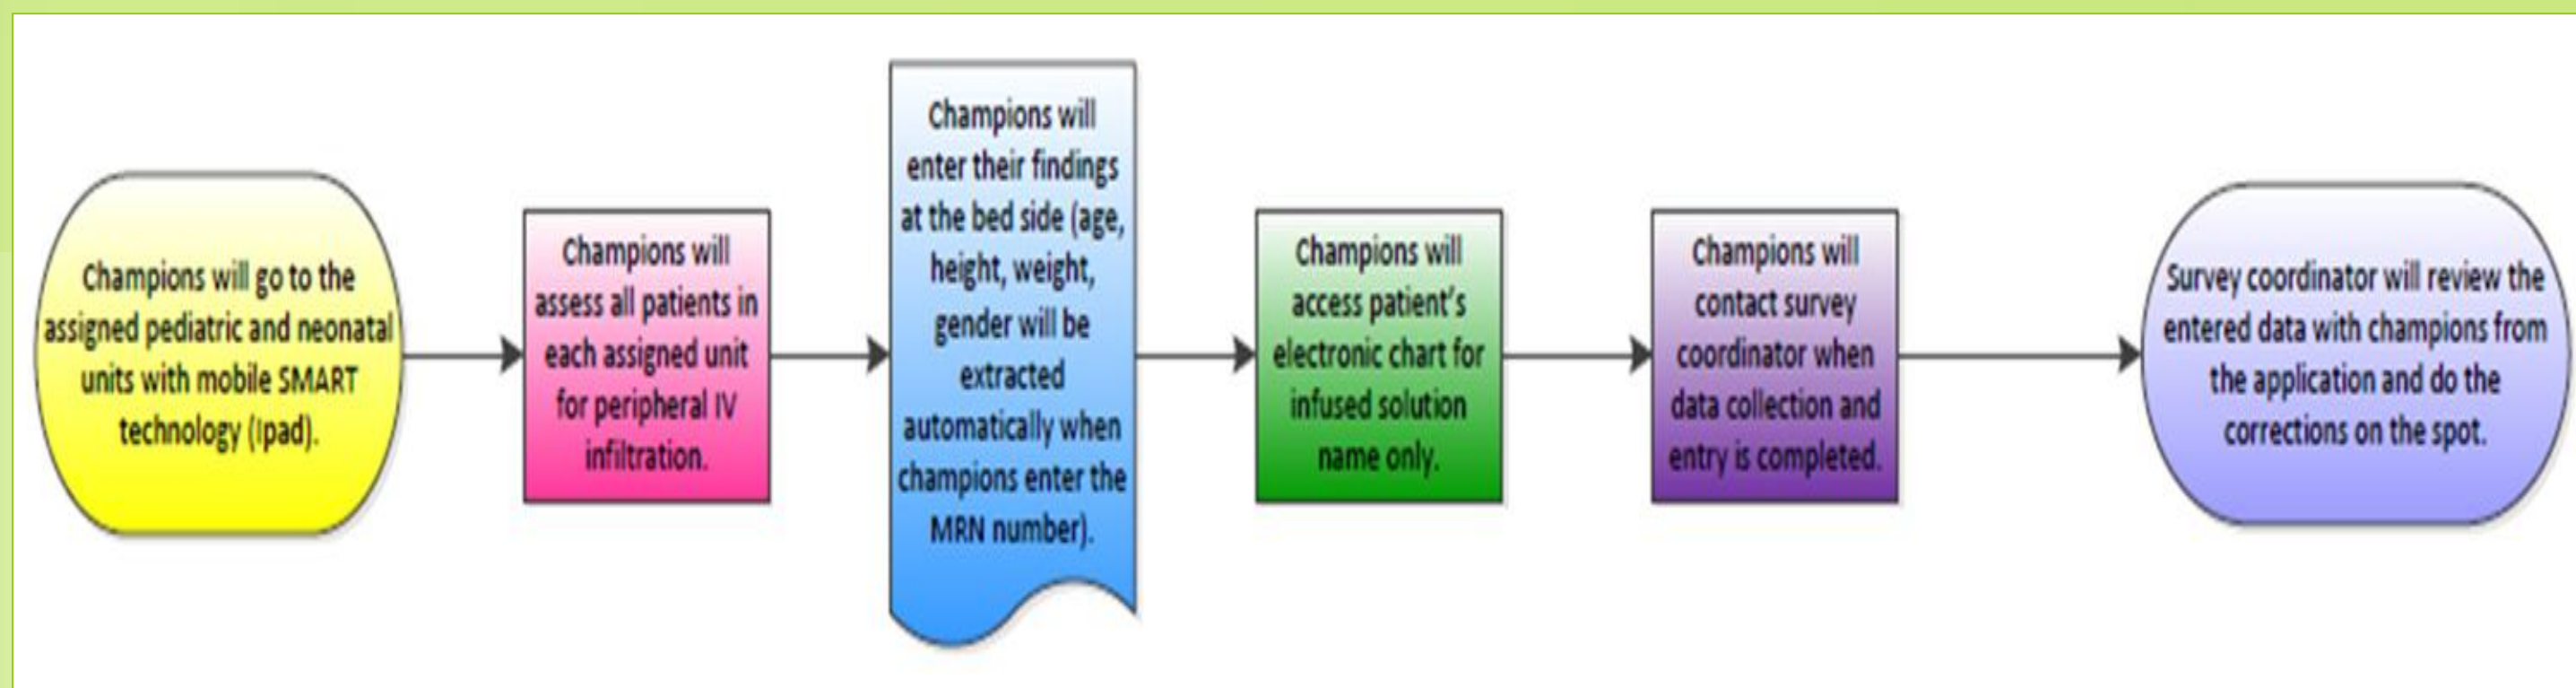 Champions will go to the
assigned pediatric and neonatal
units with mobile SMART
technology (Ipad).
Champions will
assess all patients in
each assigned unit
for peripheral IV
infiltration.
Champions will
enter their findings
at the bed side (age,
height, weight,
gender will be
extracted
automatically when
champions enter the
MRN number).
Champions will
access patient's
electronic chart for
infused solution
name only.
Champions will
contact survey
coordinator when
data collection and
entry is completed.
Survey coordinator will review the
entered data with champions from
the application and do the
corrections on the spot.